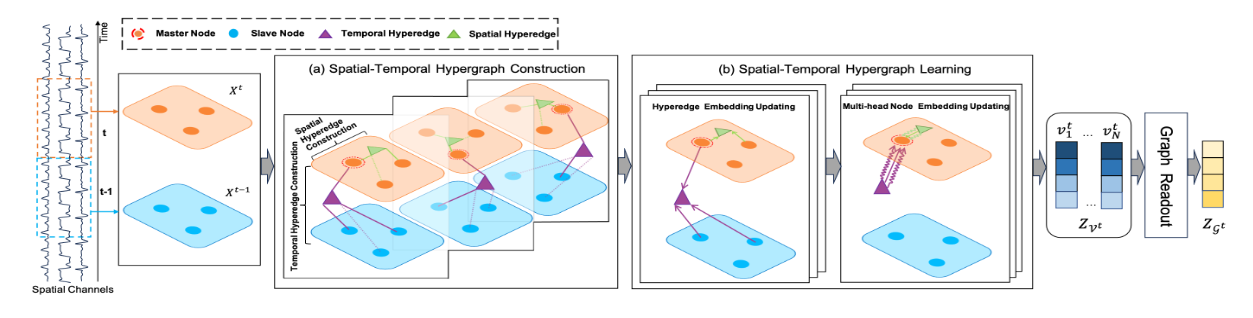 Time
Master Node
Slave Node
Temporal Hyperedge
Spatial Hyperedge
t
t-1
Spatial Channels
X^t
X^{t-1}
(a) Spatial-Temporal Hypergraph Construction
Spatial
Hyperedge
Construction
Temporal Hyperedge Construction
(b) Spatial-Temporal Hypergraph Learning
Hyperedge Embedding Updating
Multi-head Node Embedding Updating
v_1^t ... v_N^t
...
Z_{𝒱^t}
Graph
Readout
Z_{𝒢^t}